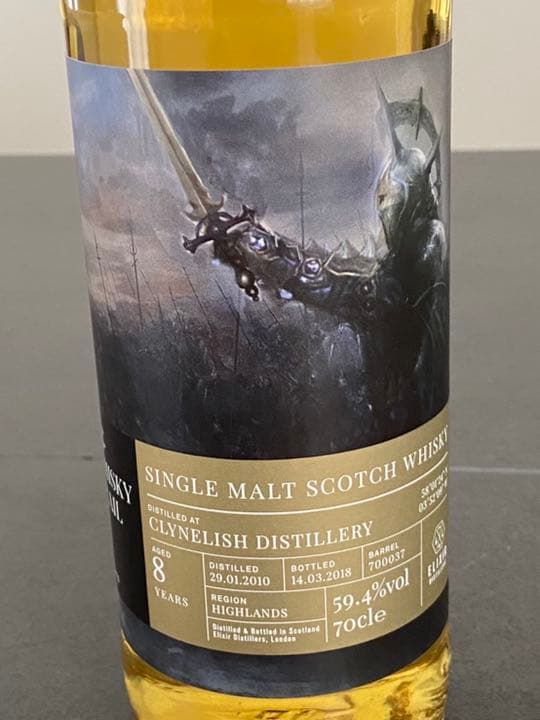 SINGLE MALT SCOTCH WHISKY
DISTILLED AT
CLYNELISH DISTILLERY
AGED
8
YEARS
DISTILLED
29.01.2010
BOTTLED
14.03.2018
BARREL
700037
REGION
HIGHLANDS
59.4%vol
70cle
Distilled & Bottled in Scotland
Elixir Distillers, London
ELIXIR